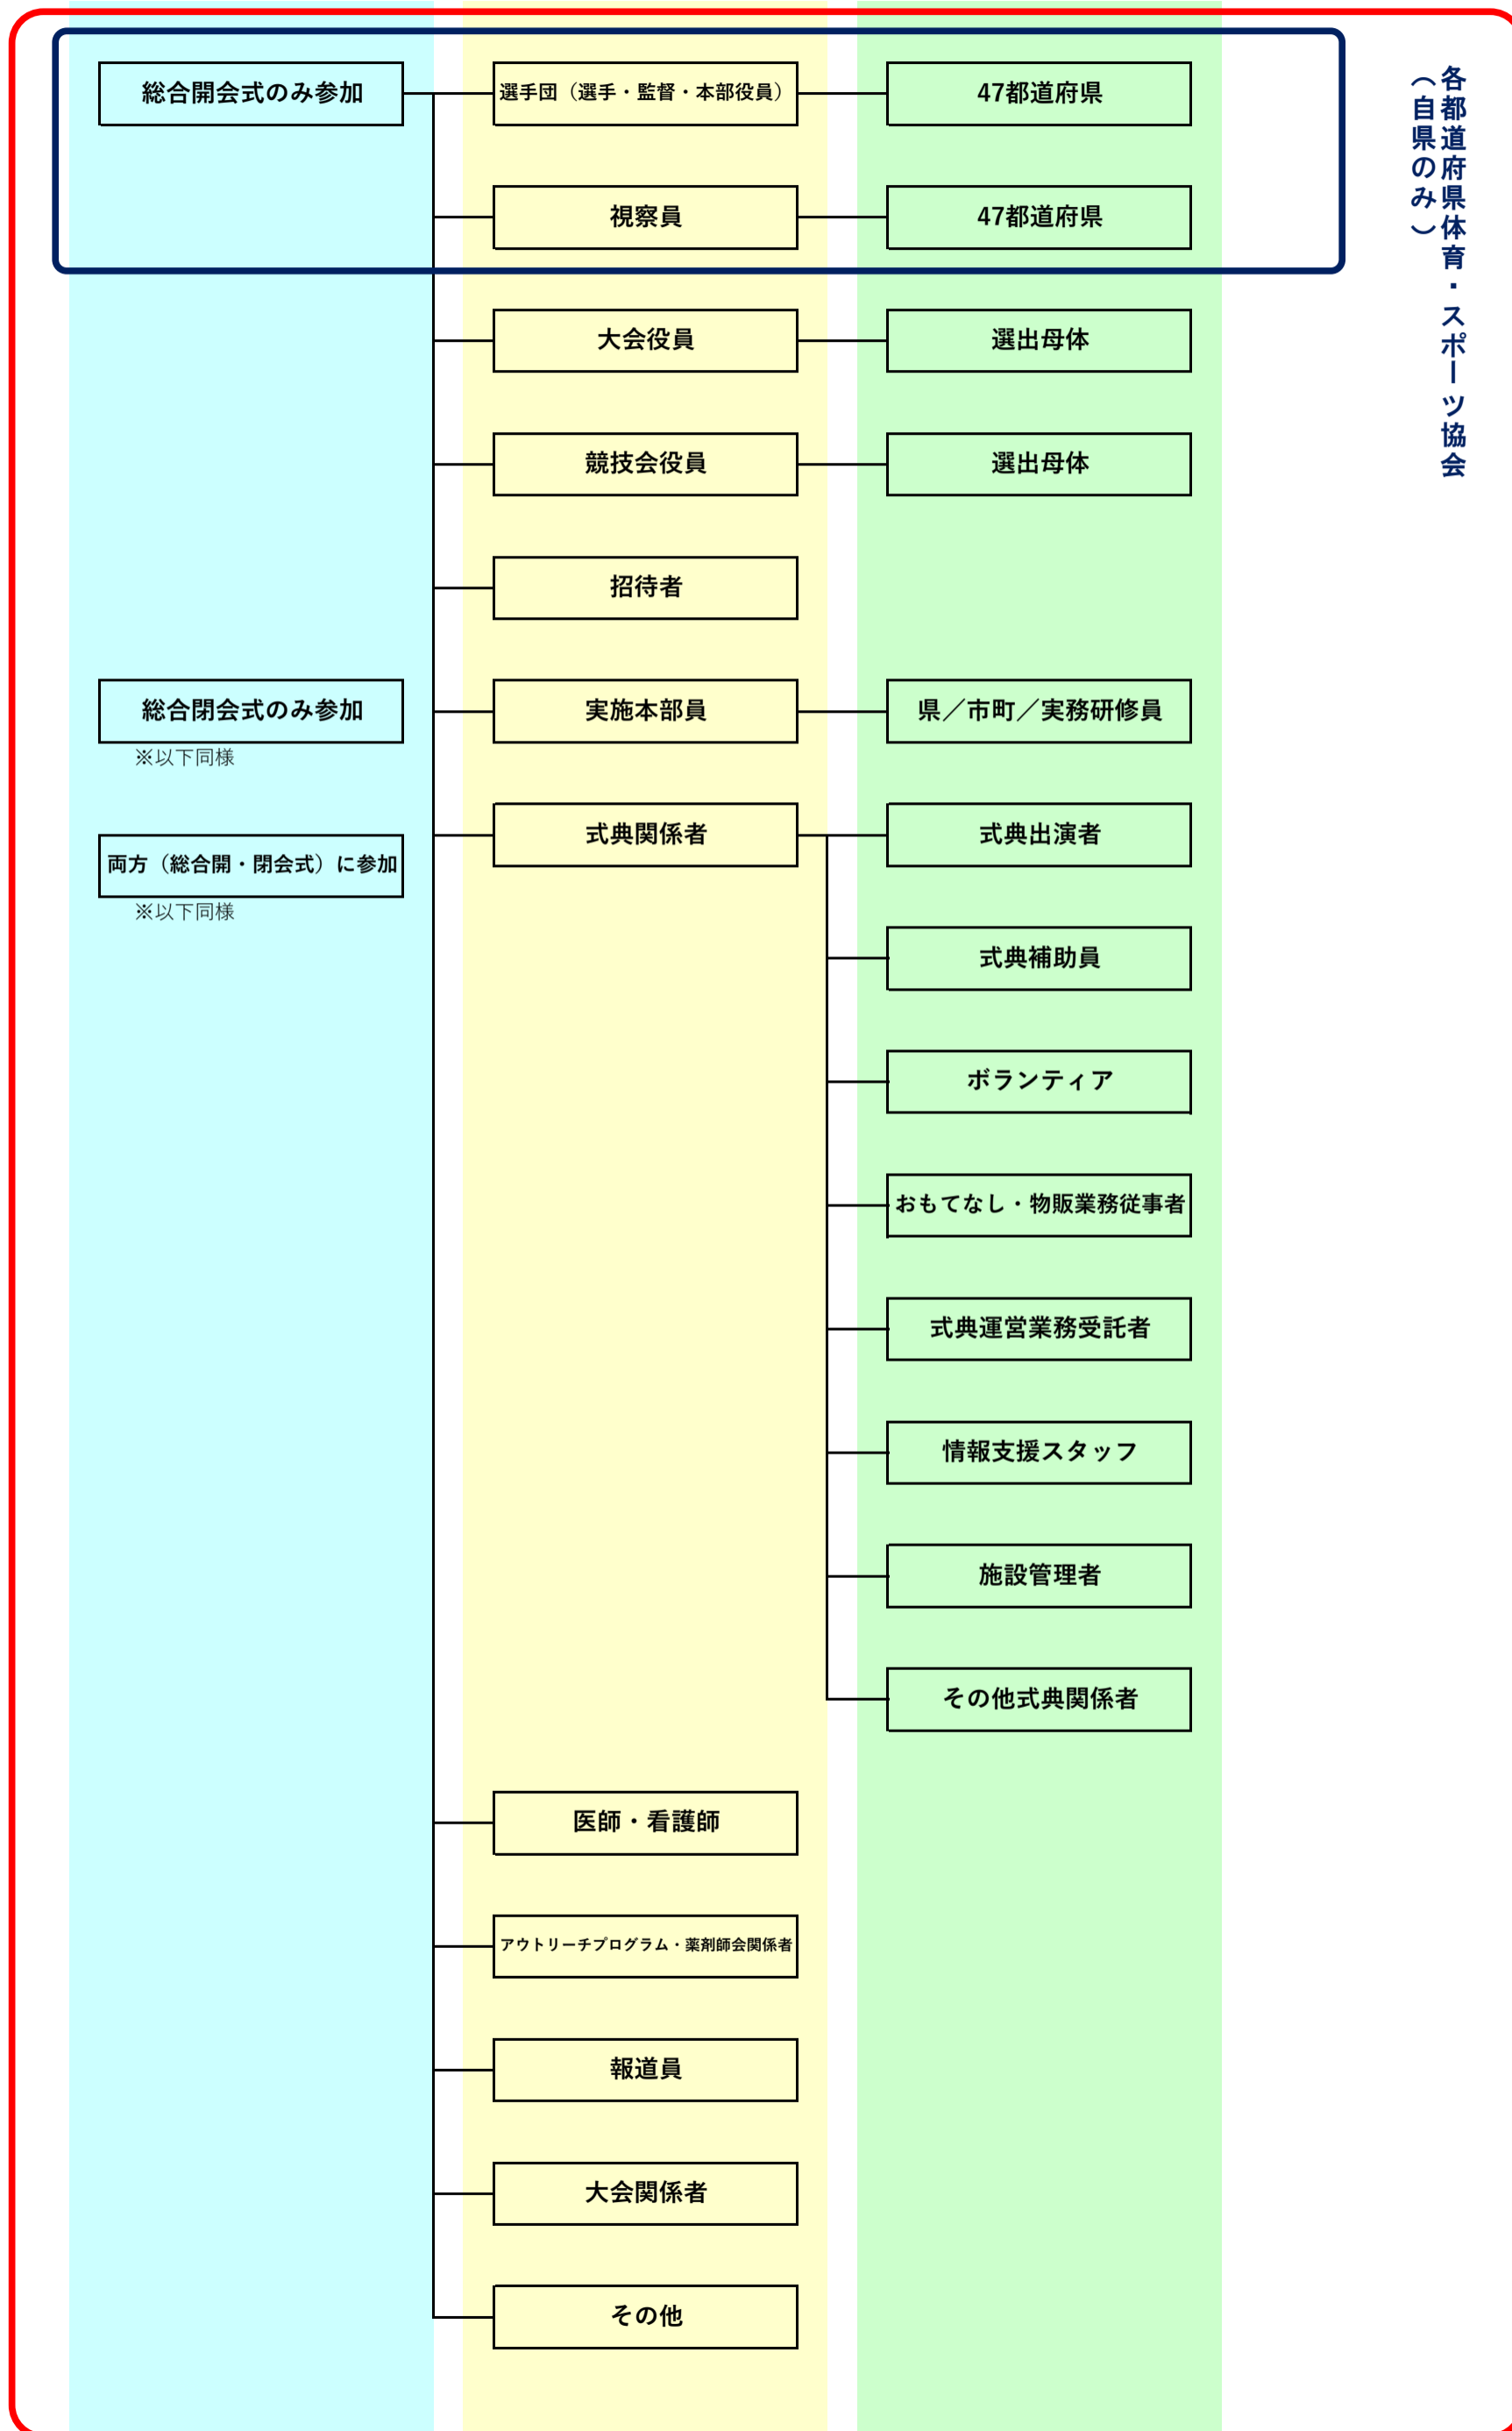 総合開会式のみ参加
選手団（選手・監督・本部役員）
47都道府県
視察員
47都道府県
各都道府県体育・スポーツ協会
（自県のみ）
大会役員
選出母体
競技会役員
選出母体
招待者
総合閉会式のみ参加
※以下同様
実施本部員
県／市町／実務研修員
両方（総合開・閉会式）に参加
※以下同様
式典関係者
式典出演者
式典補助員
ボランティア
おもてなし・物販業務従事者
式典運営業務受託者
情報支援スタッフ
施設管理者
その他式典関係者
医師・看護師
アウトリーチプログラム・薬剤師会関係者
報道員
大会関係者
その他